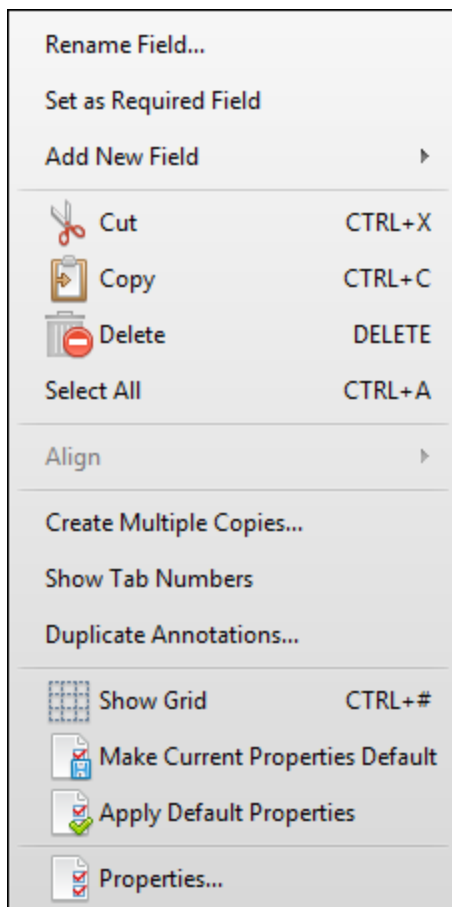 Rename Field...
Set as Required Field
Add New Field
Cut CTRL+X
Copy CTRL+C
Delete DELETE
Select All CTRL+A
Align
Create Multiple Copies...
Show Tab Numbers
Duplicate Annotations...
Show Grid CTRL+#
Make Current Properties Default
Apply Default Properties
Properties...